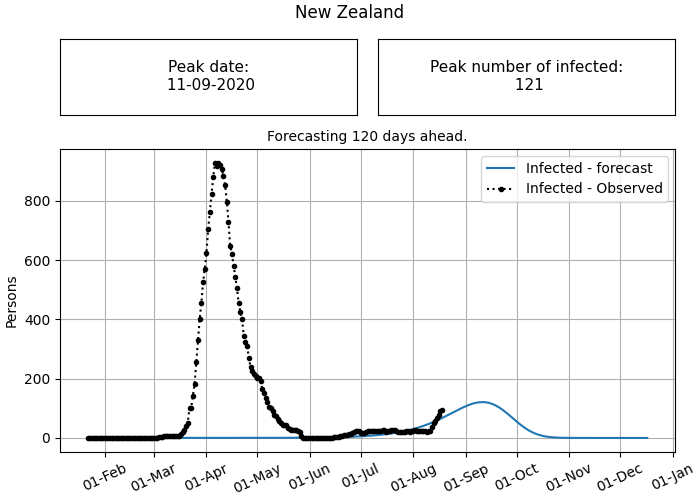 New Zealand
Peak date:
11-09-2020
Peak number of infected:
121
Forecasting 120 days ahead.
Infected - forecast
Infected - Observed
Persons
800
600
400
200
0
01-Feb
01-Mar
01-Apr
01-May
01-Jun
01-Jul
01-Aug
01-Sep
01-Oct
01-Nov
01-Dec
01-Jan